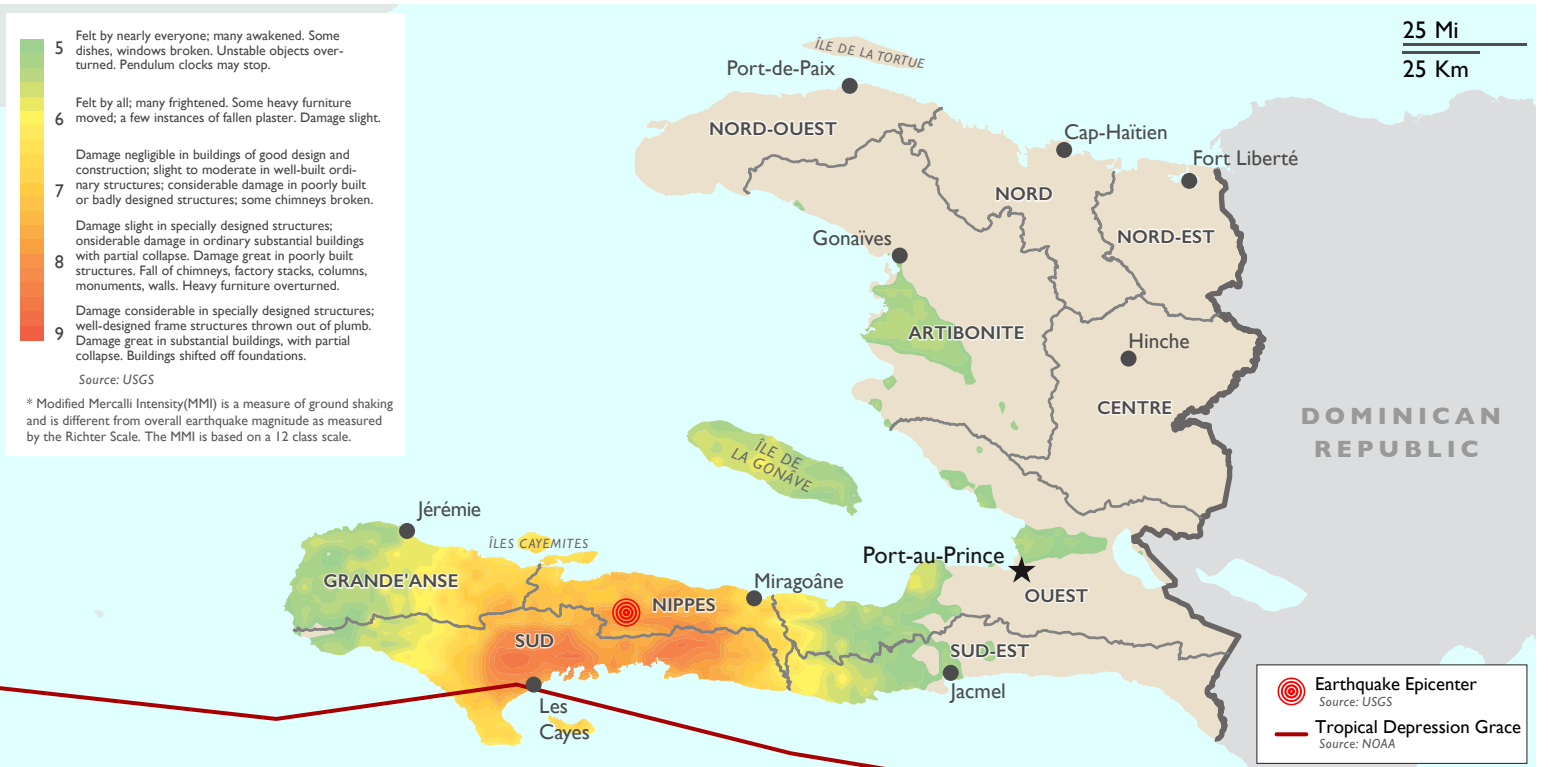 5
Felt by nearly everyone; many awakened. Some
dishes, windows broken. Unstable objects over-
turned. Pendulum clocks may stop.
6
Felt by all; many frightened. Some heavy furniture
moved; a few instances of fallen plaster. Damage slight.
7
Damage negligible in buildings of good design and
construction; slight to moderate in well-built ordi-
nary structures; considerable damage in poorly built
or badly designed structures; some chimneys broken.
8
Damage slight in specially designed structures;
onsiderable damage in ordinary substantial buildings
with partial collapse. Damage great in poorly built
structures. Fall of chimneys, factory stacks, columns,
monuments, walls. Heavy furniture overturned.
9
Damage considerable in specially designed structures;
well-designed frame structures thrown out of plumb.
Damage great in substantial buildings, with partial
collapse. Buildings shifted off foundations.
Source: USGS
* Modified Mercalli Intensity(MMI) is a measure of ground shaking
and is different from overall earthquake magnitude as measured
by the Richter Scale. The MMI is based on a 12 class scale.
25 Mi
25 Km
ÎLE DE LA TORTUE
Port-de-Paix
NORD-OUEST
Cap-Haïtien
Fort Liberté
NORD
NORD-EST
Gonaïves
ARTIBONITE
Hinche
CENTRE
DOMINICAN
REPUBLIC
ÎLE DE
LA GONÂVE
Jérémie
ÎLES CAYEMITES
Port-au-Prince
GRANDE'ANSE
Miragoâne
NIPPES
OUEST
SUD
SUD-EST
Jacmel
Les
Cayes
Earthquake Epicenter
Source: USGS
Tropical Depression Grace
Source: NOAA